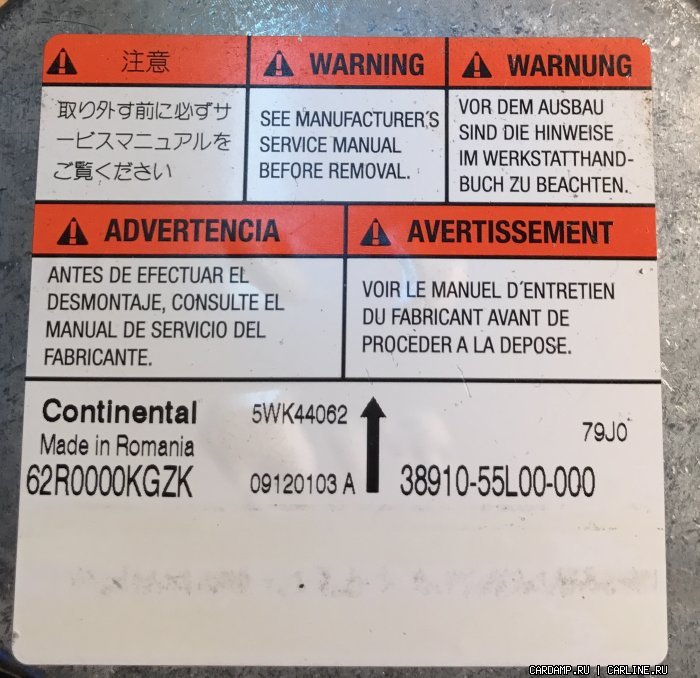 注意
取り外す前に必ずサ
ービスマニュアルを
ご覧ください
WARNING
SEE MANUFACTURER'S
SERVICE MANUAL
BEFORE REMOVAL.
WARNUNG
VOR DEM AUSBAU
SIND DIE HINWEISE
IM WERKSTATTHAND-
BUCH ZU BEACHTEN.
ADVERTENCIA
ANTES DE EFECTUAR EL
DESMONTAJE, CONSULTE EL
MANUAL DE SERVICIO DEL
FABRICANTE.
AVERTISSEMENT
VOIR LE MANUEL D'ENTRETIEN
DU FABRICANT AVANT DE
PROCEDER A LA DEPOSE.
Continental 5WK44062 79J0
Made in Romania
62R0000KGZK 09120103 A 38910-55L00-000
CARDAMP.RU | CARLINE.RU